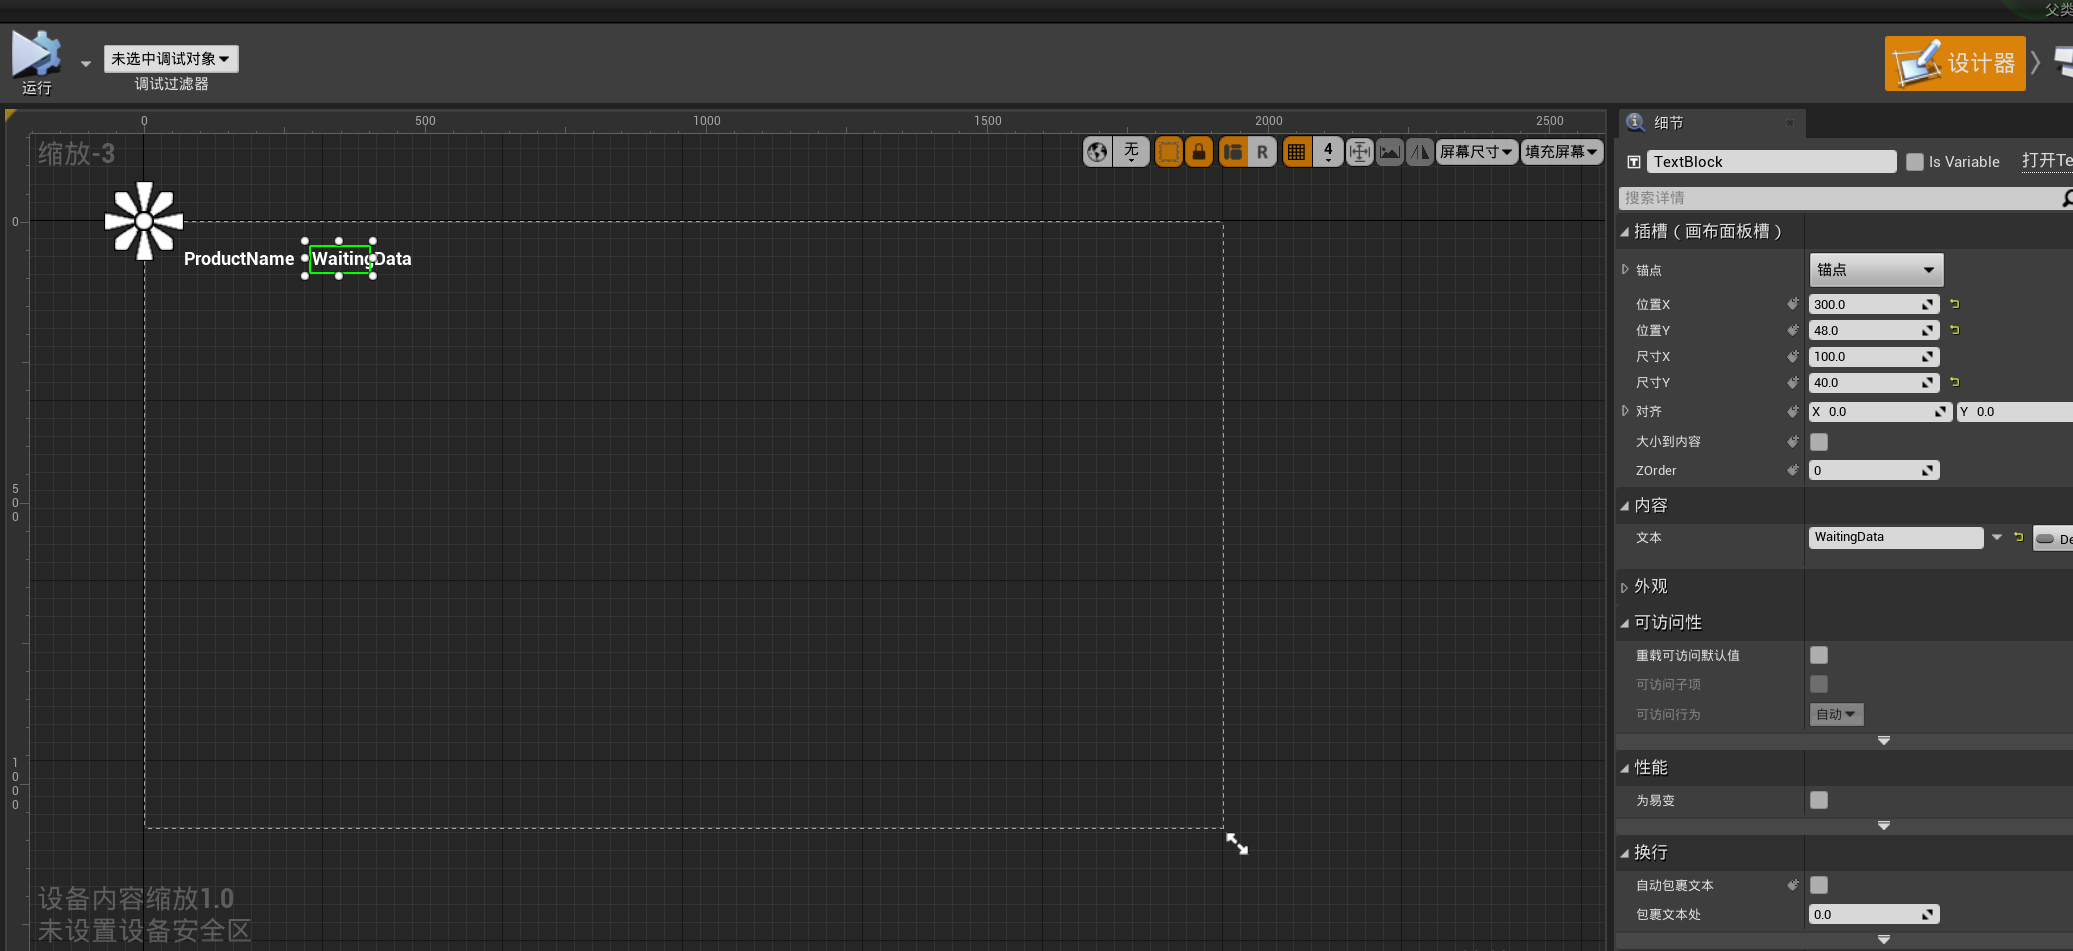 父类
运行
未选中调试对象
调试过滤器
设计器
0 500 1000 1500 2000 2500
缩放-3
无
R
4
屏幕尺寸
填充屏幕
0
500
1000
ProductName
WaitingData
设备内容缩放1.0
未设置设备安全区
细节
TextBlock
Is Variable
打开Te
搜索详情
插槽（画布面板槽）
锚点 锚点
位置X 300.0
位置Y 48.0
尺寸X 100.0
尺寸Y 40.0
对齐 X 0.0 Y 0.0
大小到内容
ZOrder 0
内容
文本 WaitingData De
外观
可访问性
重载可访问默认值
可访问子项
可访问行为 自动
性能
为易变
换行
自动包裹文本
包裹文本处 0.0